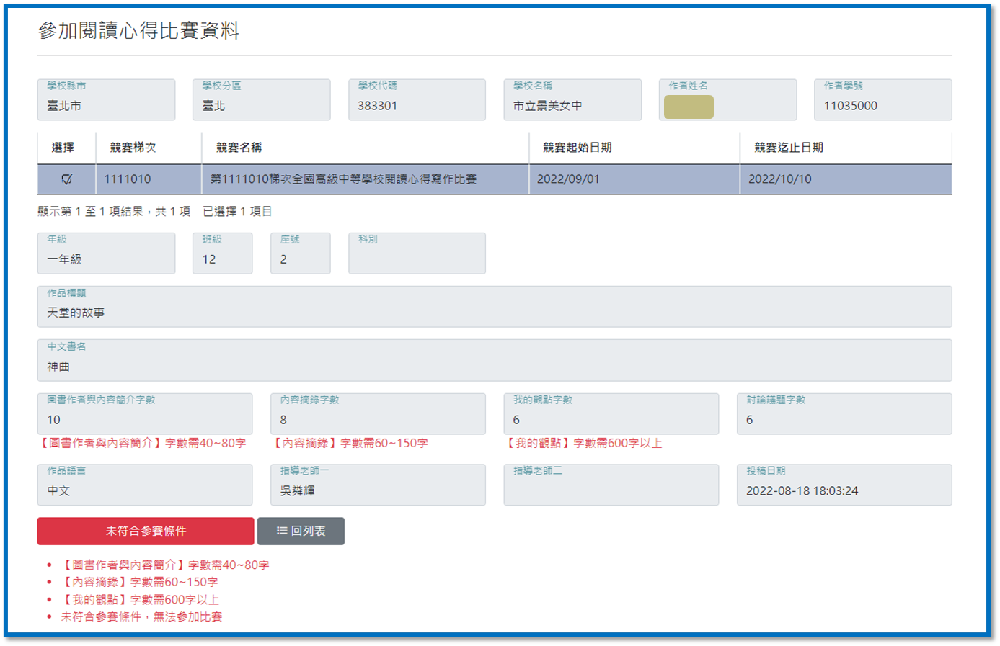 參加閱讀心得比賽資料
學校縣市 學校分區 學校代碼 學校名稱 作者姓名 作者學號
臺北市 臺北 383301 市立景美女中 11035000
選擇 競賽梯次 競賽名稱 競賽起始日期 競賽迄止日期
1111010 第1111010梯次全國高級中等學校閱讀心得寫作比賽 2022/09/01 2022/10/10
顯示第 1 至 1 項結果，共 1 項 已選擇 1 項目
年級 班級 座號 科別
一年級 12 2
作品標題
天堂的故事
中文書名
神曲
圖書作者與內容簡介字數 內容摘錄字數 我的觀點字數 討論議題字數
10 8 6 6
【圖書作者與內容簡介】字數需40~80字 【內容摘錄】字數需60~150字 【我的觀點】字數需600字以上
作品語言 指導老師一 指導老師二 投稿日期
中文 吳舜輝 2022-08-18 18:03:24
未符合參賽條件 回列表
• 【圖書作者與內容簡介】字數需40~80字
• 【內容摘錄】字數需60~150字
• 【我的觀點】字數需600字以上
• 未符合參賽條件，無法參加比賽